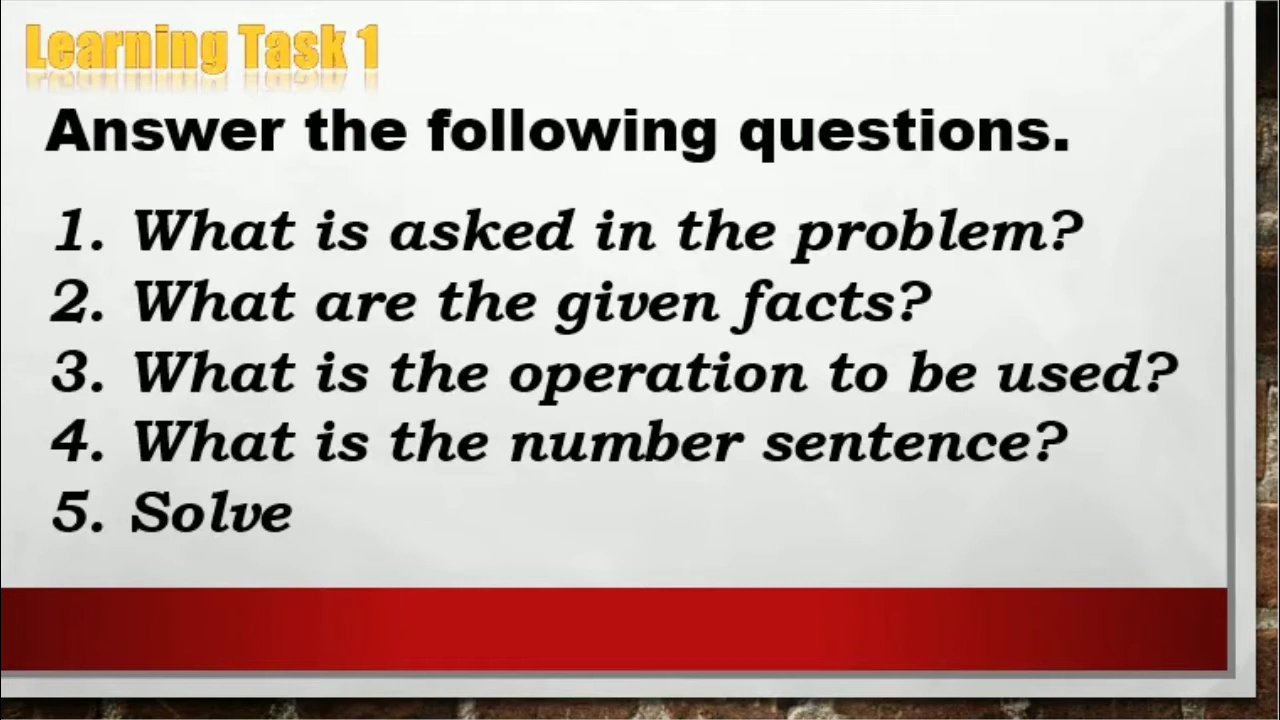 Learning Task 1
Answer the following questions.
1. What is asked in the problem?
2. What are the given facts?
3. What is the operation to be used?
4. What is the number sentence?
5. Solve